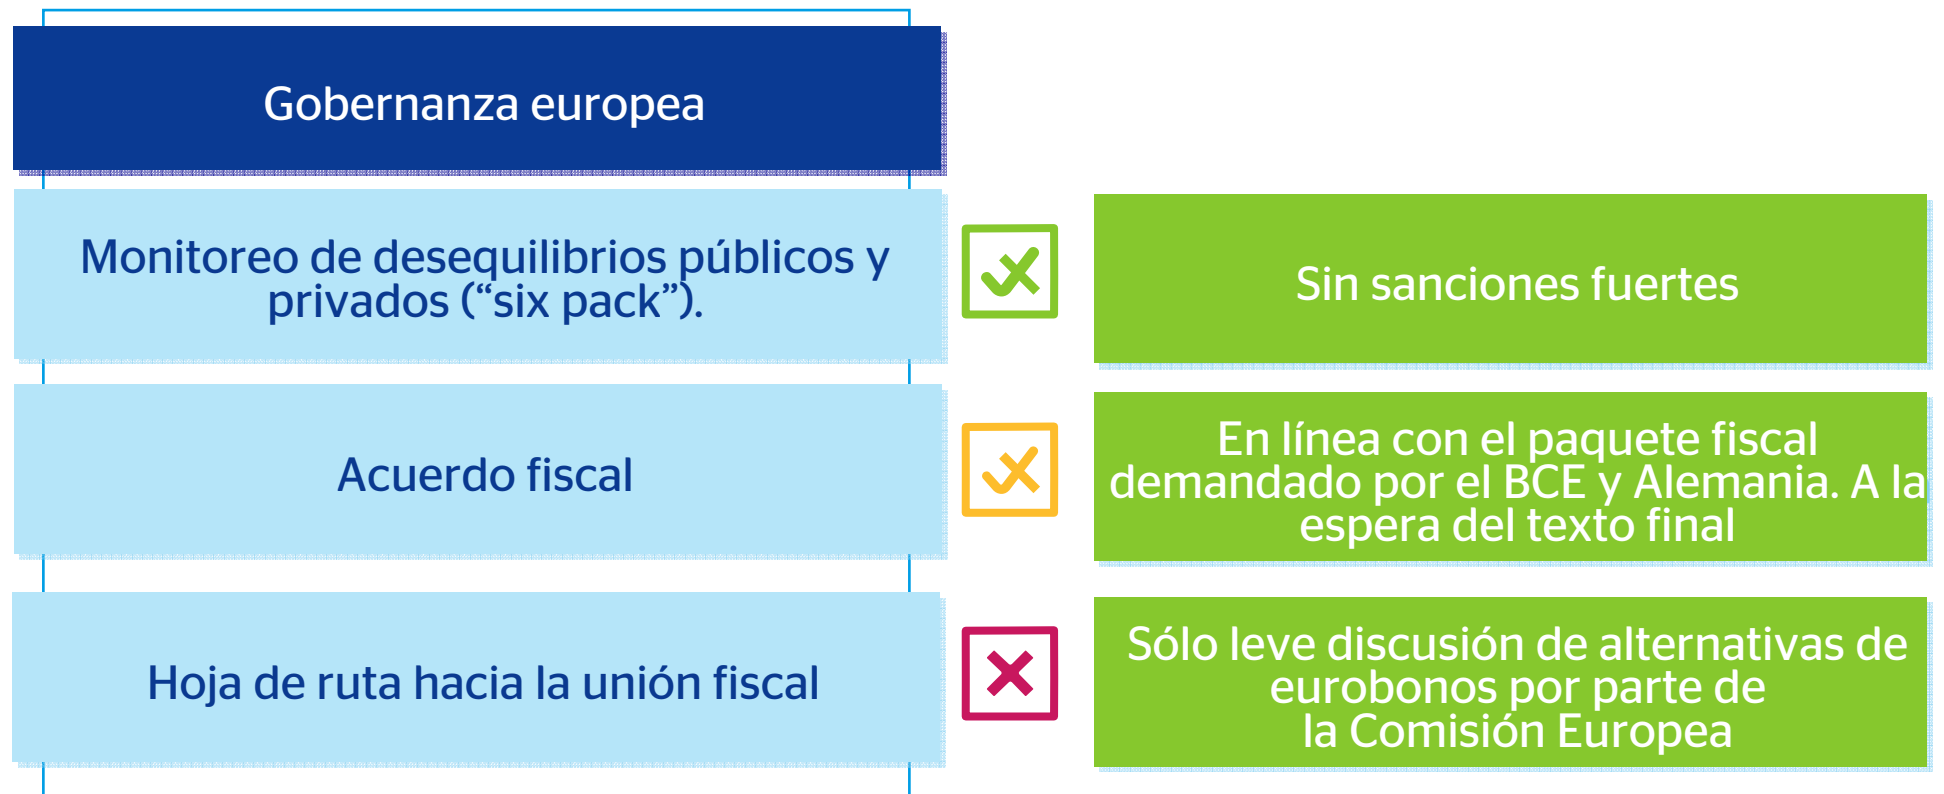 Gobernanza europea
Monitoreo de desequilibrios públicos y
privados (“six pack”).
Sin sanciones fuertes
Acuerdo fiscal
En línea con el paquete fiscal
demandado por el BCE y Alemania. A la
espera del texto final
Hoja de ruta hacia la unión fiscal
Sólo leve discusión de alternativas de
eurobonos por parte de
la Comisión Europea